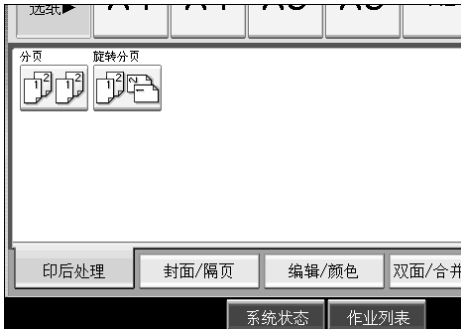 选纸▶
分页 旋转分页
印后处理 封面/隔页 编辑/颜色 双面/合并
系统状态 作业列表